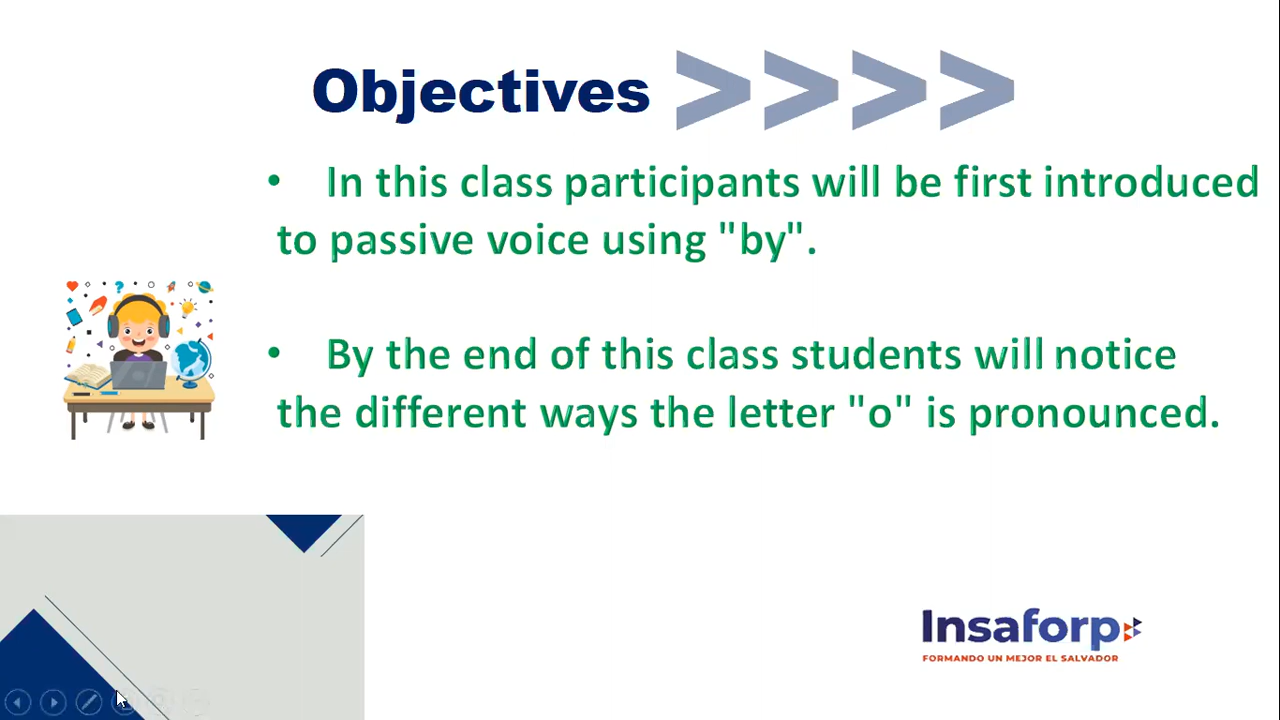 Objectives >>>>
• In this class participants will be first introduced
to passive voice using "by".
• By the end of this class students will notice
the different ways the letter "o" is pronounced.
Insaforp
FORMANDO UN MEJOR EL SALVADOR